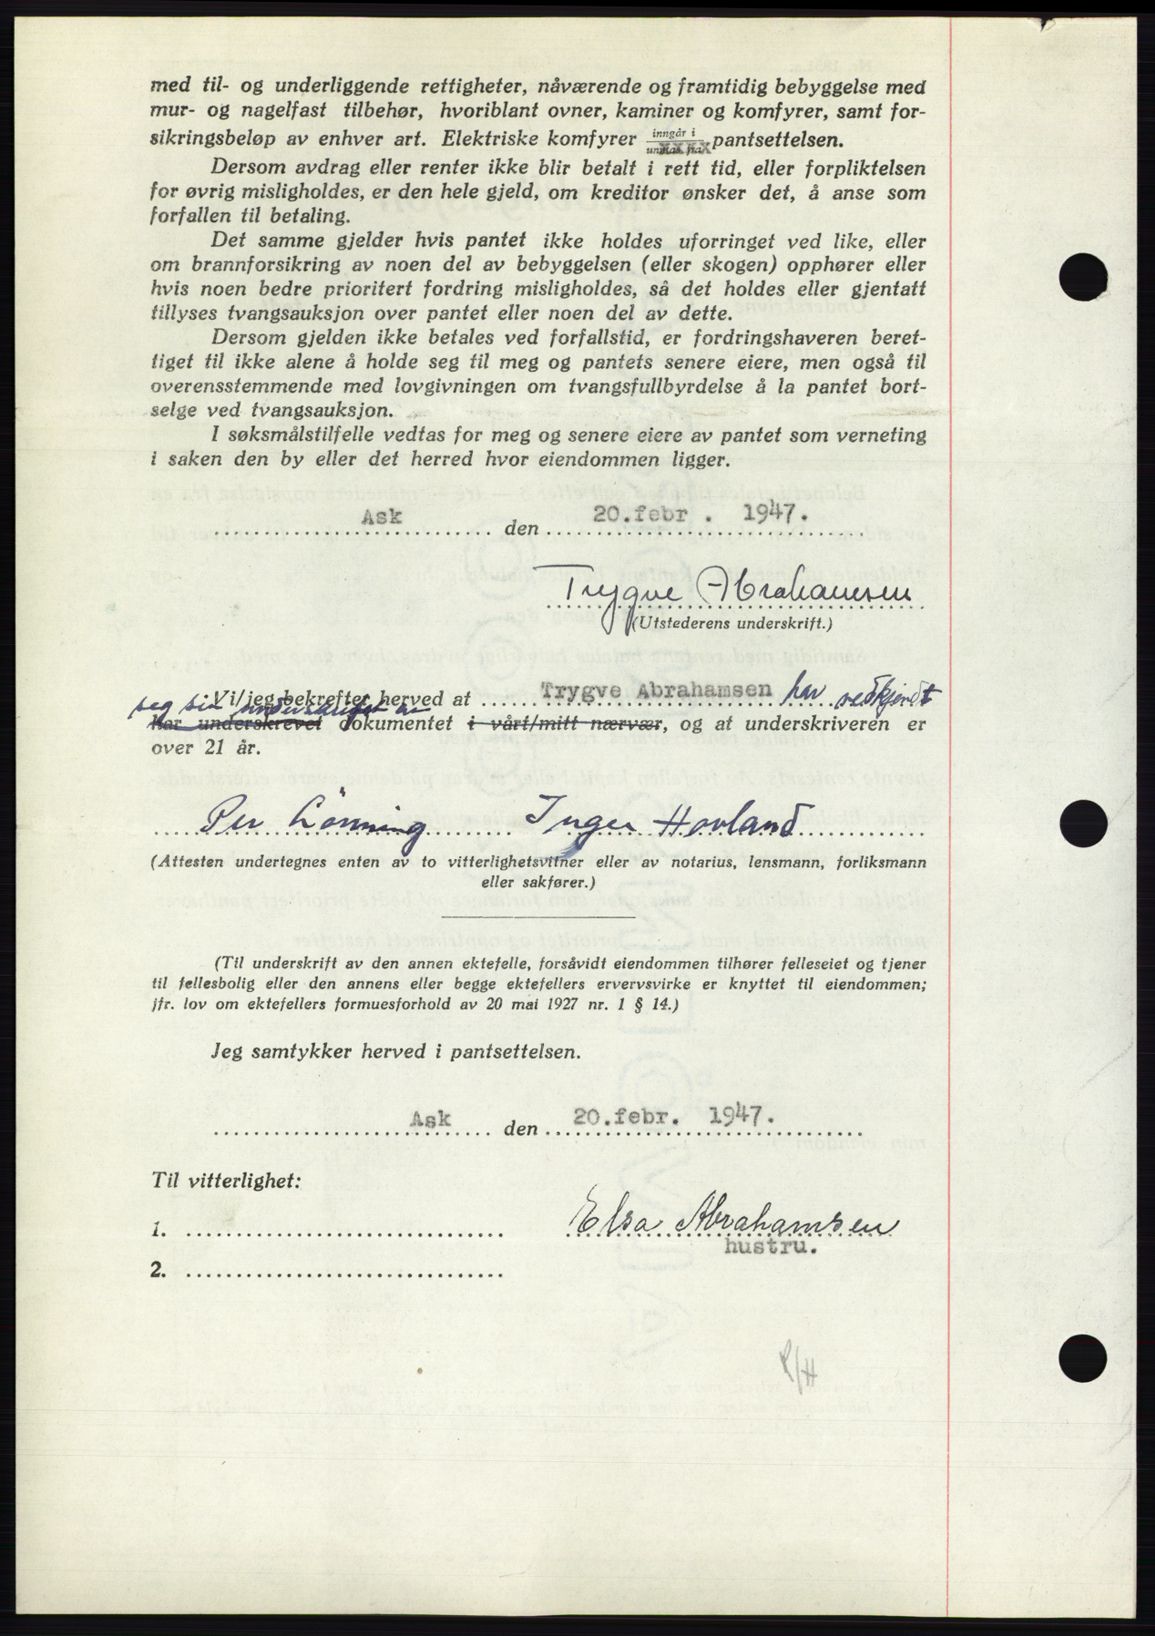 med til- og underliggende rettigheter, nåværende og framtidig bebyggelse med
mur- og nagelfast tilbehør, hvoriblant ovner, kaminer og komfyrer, samt for-
sikringsbeløp av enhver art. Elektriske komfyrer inngår i pantsettelsen.
Dersom avdrag eller renter ikke blir betalt i rett tid, eller forpliktelsen
for øvrig misligholdes, er den hele gjeld, om kreditor ønsker det, å anse som
forfallen til betaling.
Det samme gjelder hvis pantet ikke holdes uforringet ved like, eller
om brannforsikring av noen del av bebyggelsen (eller skogen) opphører eller
hvis noen bedre prioritert fordring misligholdes, så det holdes eller gjentatt
tillyses tvangsauksjon over pantet eller noen del av dette.
Dersom gjelden ikke betales ved forfallstid, er fordringshaveren beret-
tiget til ikke alene å holde seg til meg og pantets senere eiere, men også til
overensstemmende med lovgivningen om tvangsfullbyrdelse å la pantet bort-
selge ved tvangsauksjon.
I søksmålstilfelle vedtas for meg og senere eiere av pantet som verneting
i saken den by eller det herred hvor eiendommen ligger.
Ask den 20.febr . 1947.
Trygve Abrahamsen
(Utstederens underskrift.)
Vi/jeg bekrefter herved at Trygve Abrahamsen har vedkjendt
seg sin underskrift av
har underskrevet dokumentet i vårt/mitt nærvær, og at underskriveren er
over 21 år.
Per Lönning Inger Hovland
(Attesten undertegnes enten av to vitterlighetsvitner eller av notarius, lensmann, forliksmann
eller sakfører.)
(Til underskrift av den annen ektefelle, forsåvidt eiendommen tilhører felleseiet og tjener
til fellesbolig eller den annens eller begge ektefellers ervervsvirke er knyttet til eiendommen;
jfr. lov om ektefellers formuesforhold av 20 mai 1927 nr. 1 § 14.)
Jeg samtykker herved i pantsettelsen.
Ask den 20.febr. 1947.
Til vitterlighet:
1. Elsa Abrahamsen
hustru.
2.
R/H